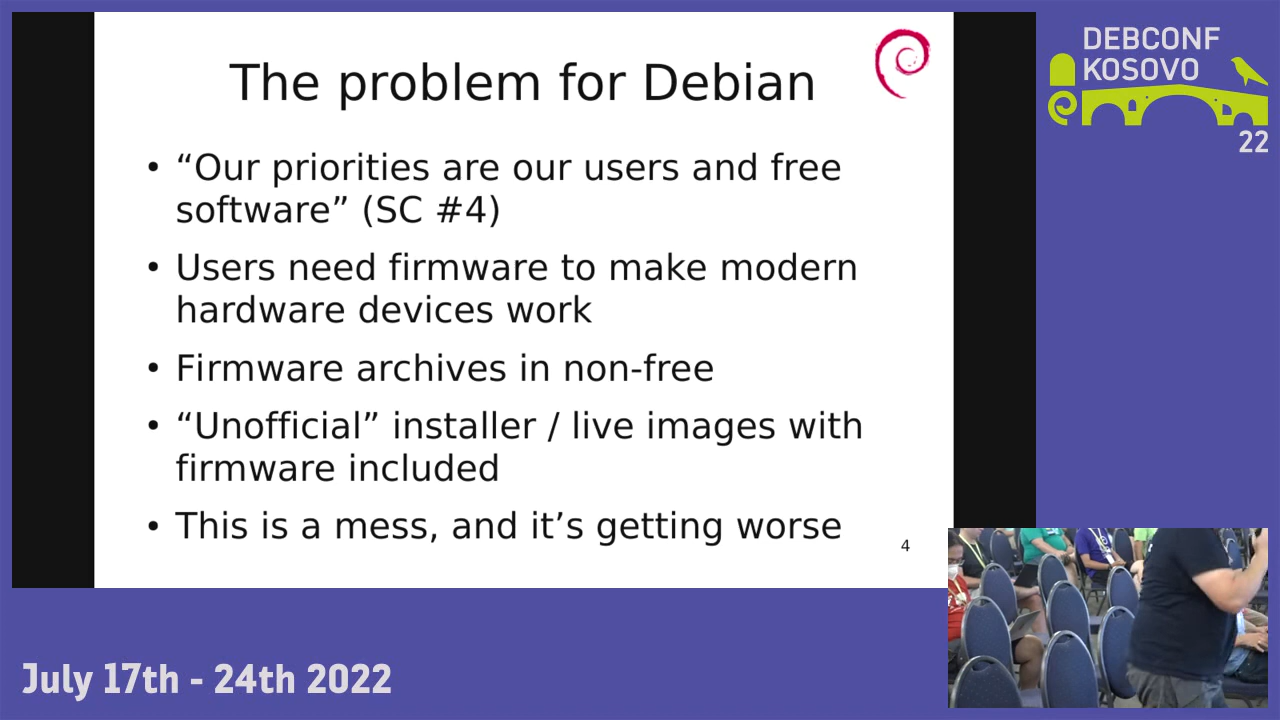 The problem for Debian
• “Our priorities are our users and free
software” (SC #4)
• Users need firmware to make modern
hardware devices work
• Firmware archives in non-free
• “Unofficial” installer / live images with
firmware included
• This is a mess, and it’s getting worse
4
DEBCONF
KOSOVO
22
July 17th - 24th 2022